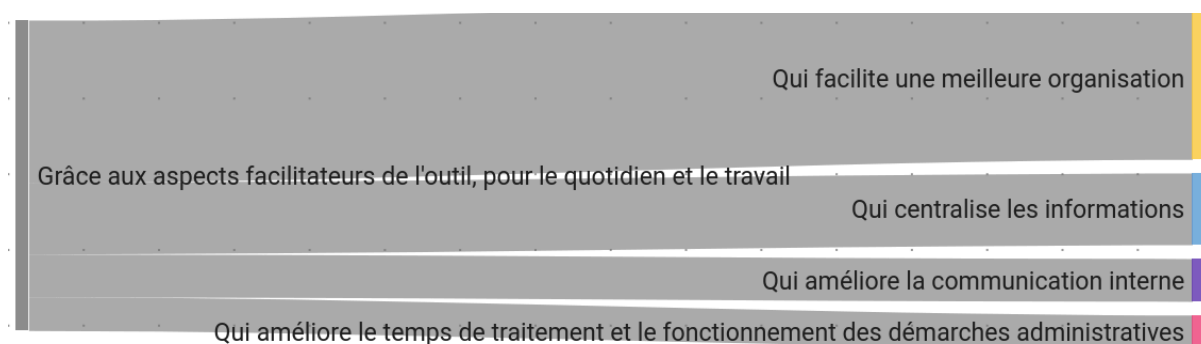 Qui facilite une meilleure organisation
Grâce aux aspects facilitateurs de l'outil, pour le quotidien et le travail
Qui centralise les informations
Qui améliore la communication interne
Qui améliore le temps de traitement et le fonctionnement des démarches administratives